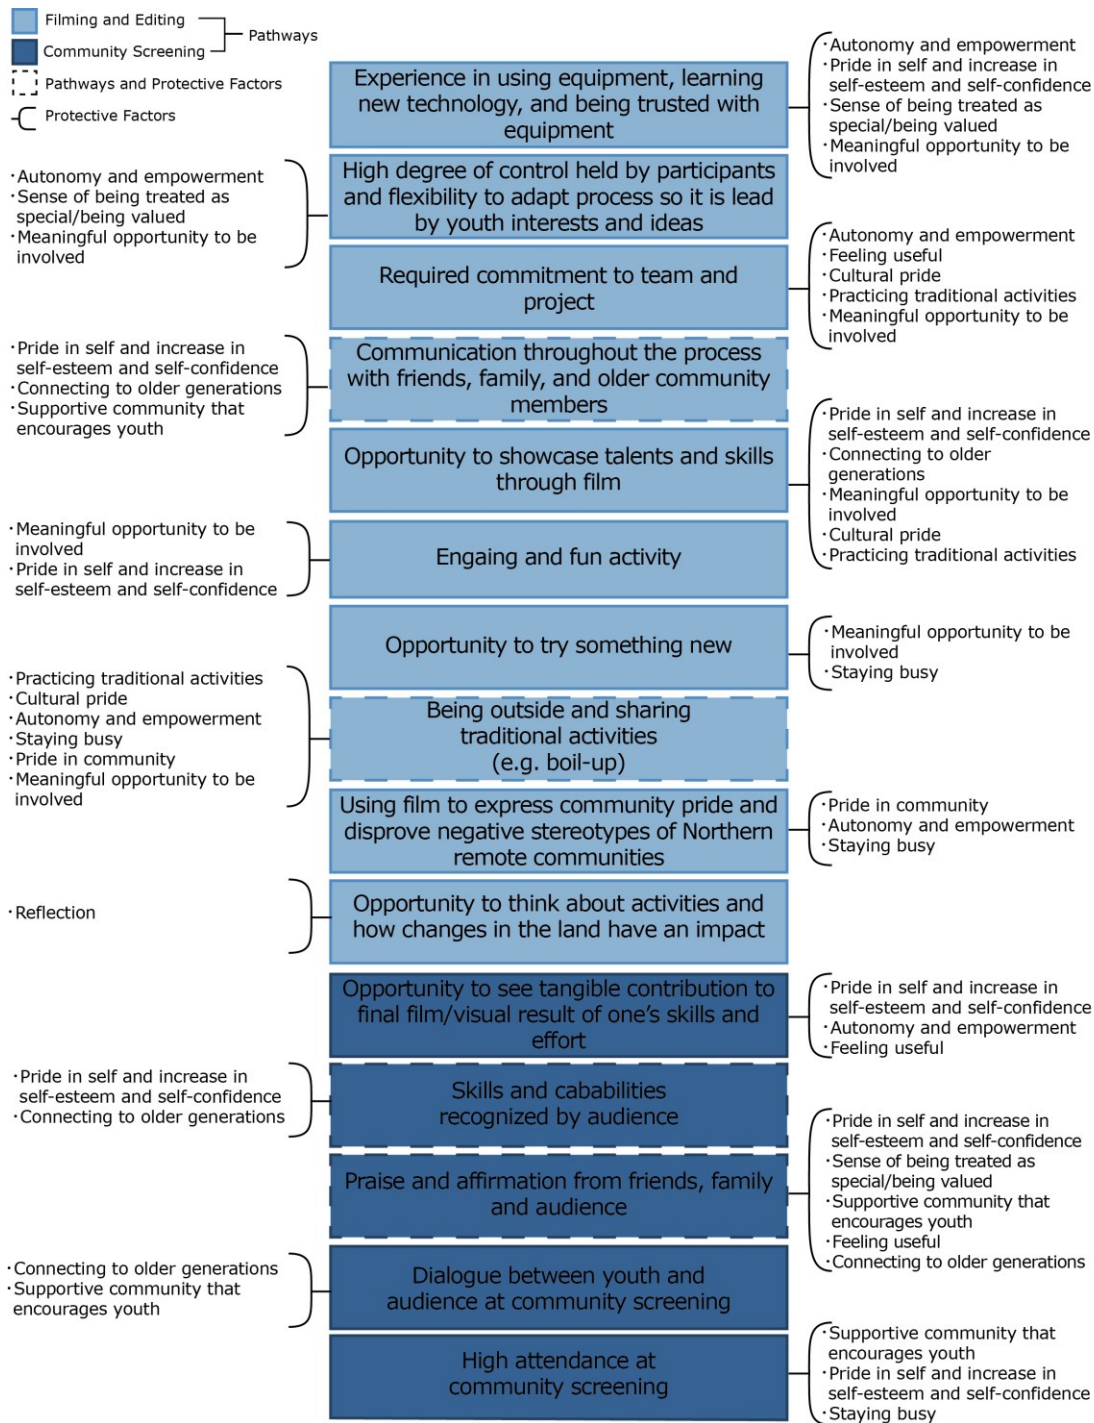 Filming and Editing
Pathways
Community Screening
Pathways and Protective Factors
Protective Factors
Experience in using equipment, learning
new technology, and being trusted with
equipment
·Autonomy and empowerment
·Pride in self and increase in
self-esteem and self-confidence
·Sense of being treated as
special/being valued
·Meaningful opportunity to be
involved
·Autonomy and empowerment
·Sense of being treated as
special/being valued
·Meaningful opportunity to be
involved
High degree of control held by participants
and flexibility to adapt process so it is lead
by youth interests and ideas
Required commitment to team and
project
·Autonomy and empowerment
·Feeling useful
·Cultural pride
·Practicing traditional activities
·Meaningful opportunity to be
involved
·Pride in self and increase in
self-esteem and self-confidence
·Connecting to older generations
·Supportive community that
encourages youth
Communication throughout the process
with friends, family, and older community
members
Opportunity to showcase talents and skills
through film
·Pride in self and increase in
self-esteem and self-confidence
·Connecting to older
generations
·Meaningful opportunity to be
involved
·Cultural pride
·Practicing traditional activities
·Meaningful opportunity to be
involved
·Pride in self and increase in
self-esteem and self-confidence
Engaing and fun activity
Opportunity to try something new
·Meaningful opportunity to be
involved
·Staying busy
·Practicing traditional activities
·Cultural pride
·Autonomy and empowerment
·Staying busy
·Pride in community
·Meaningful opportunity to be
involved
Being outside and sharing
traditional activities
(e.g. boil-up)
Using film to express community pride and
disprove negative stereotypes of Northern
remote communities
·Pride in community
·Autonomy and empowerment
·Staying busy
·Reflection
Opportunity to think about activities and
how changes in the land have an impact
Opportunity to see tangible contribution to
final film/visual result of one's skills and
effort
·Pride in self and increase in
self-esteem and self-confidence
·Autonomy and empowerment
·Feeling useful
·Pride in self and increase in
self-esteem and self-confidence
·Connecting to older generations
Skills and cababilities
recognized by audience
Praise and affirmation from friends, family
and audience
·Pride in self and increase in
self-esteem and self-confidence
·Sense of being treated as
special/being valued
·Supportive community that
encourages youth
·Feeling useful
·Connecting to older generations
·Connecting to older generations
·Supportive community that
encourages youth
Dialogue between youth and
audience at community screening
High attendance at
community screening
·Supportive community that
encourages youth
·Pride in self and increase in
self-esteem and self-confidence
·Staying busy